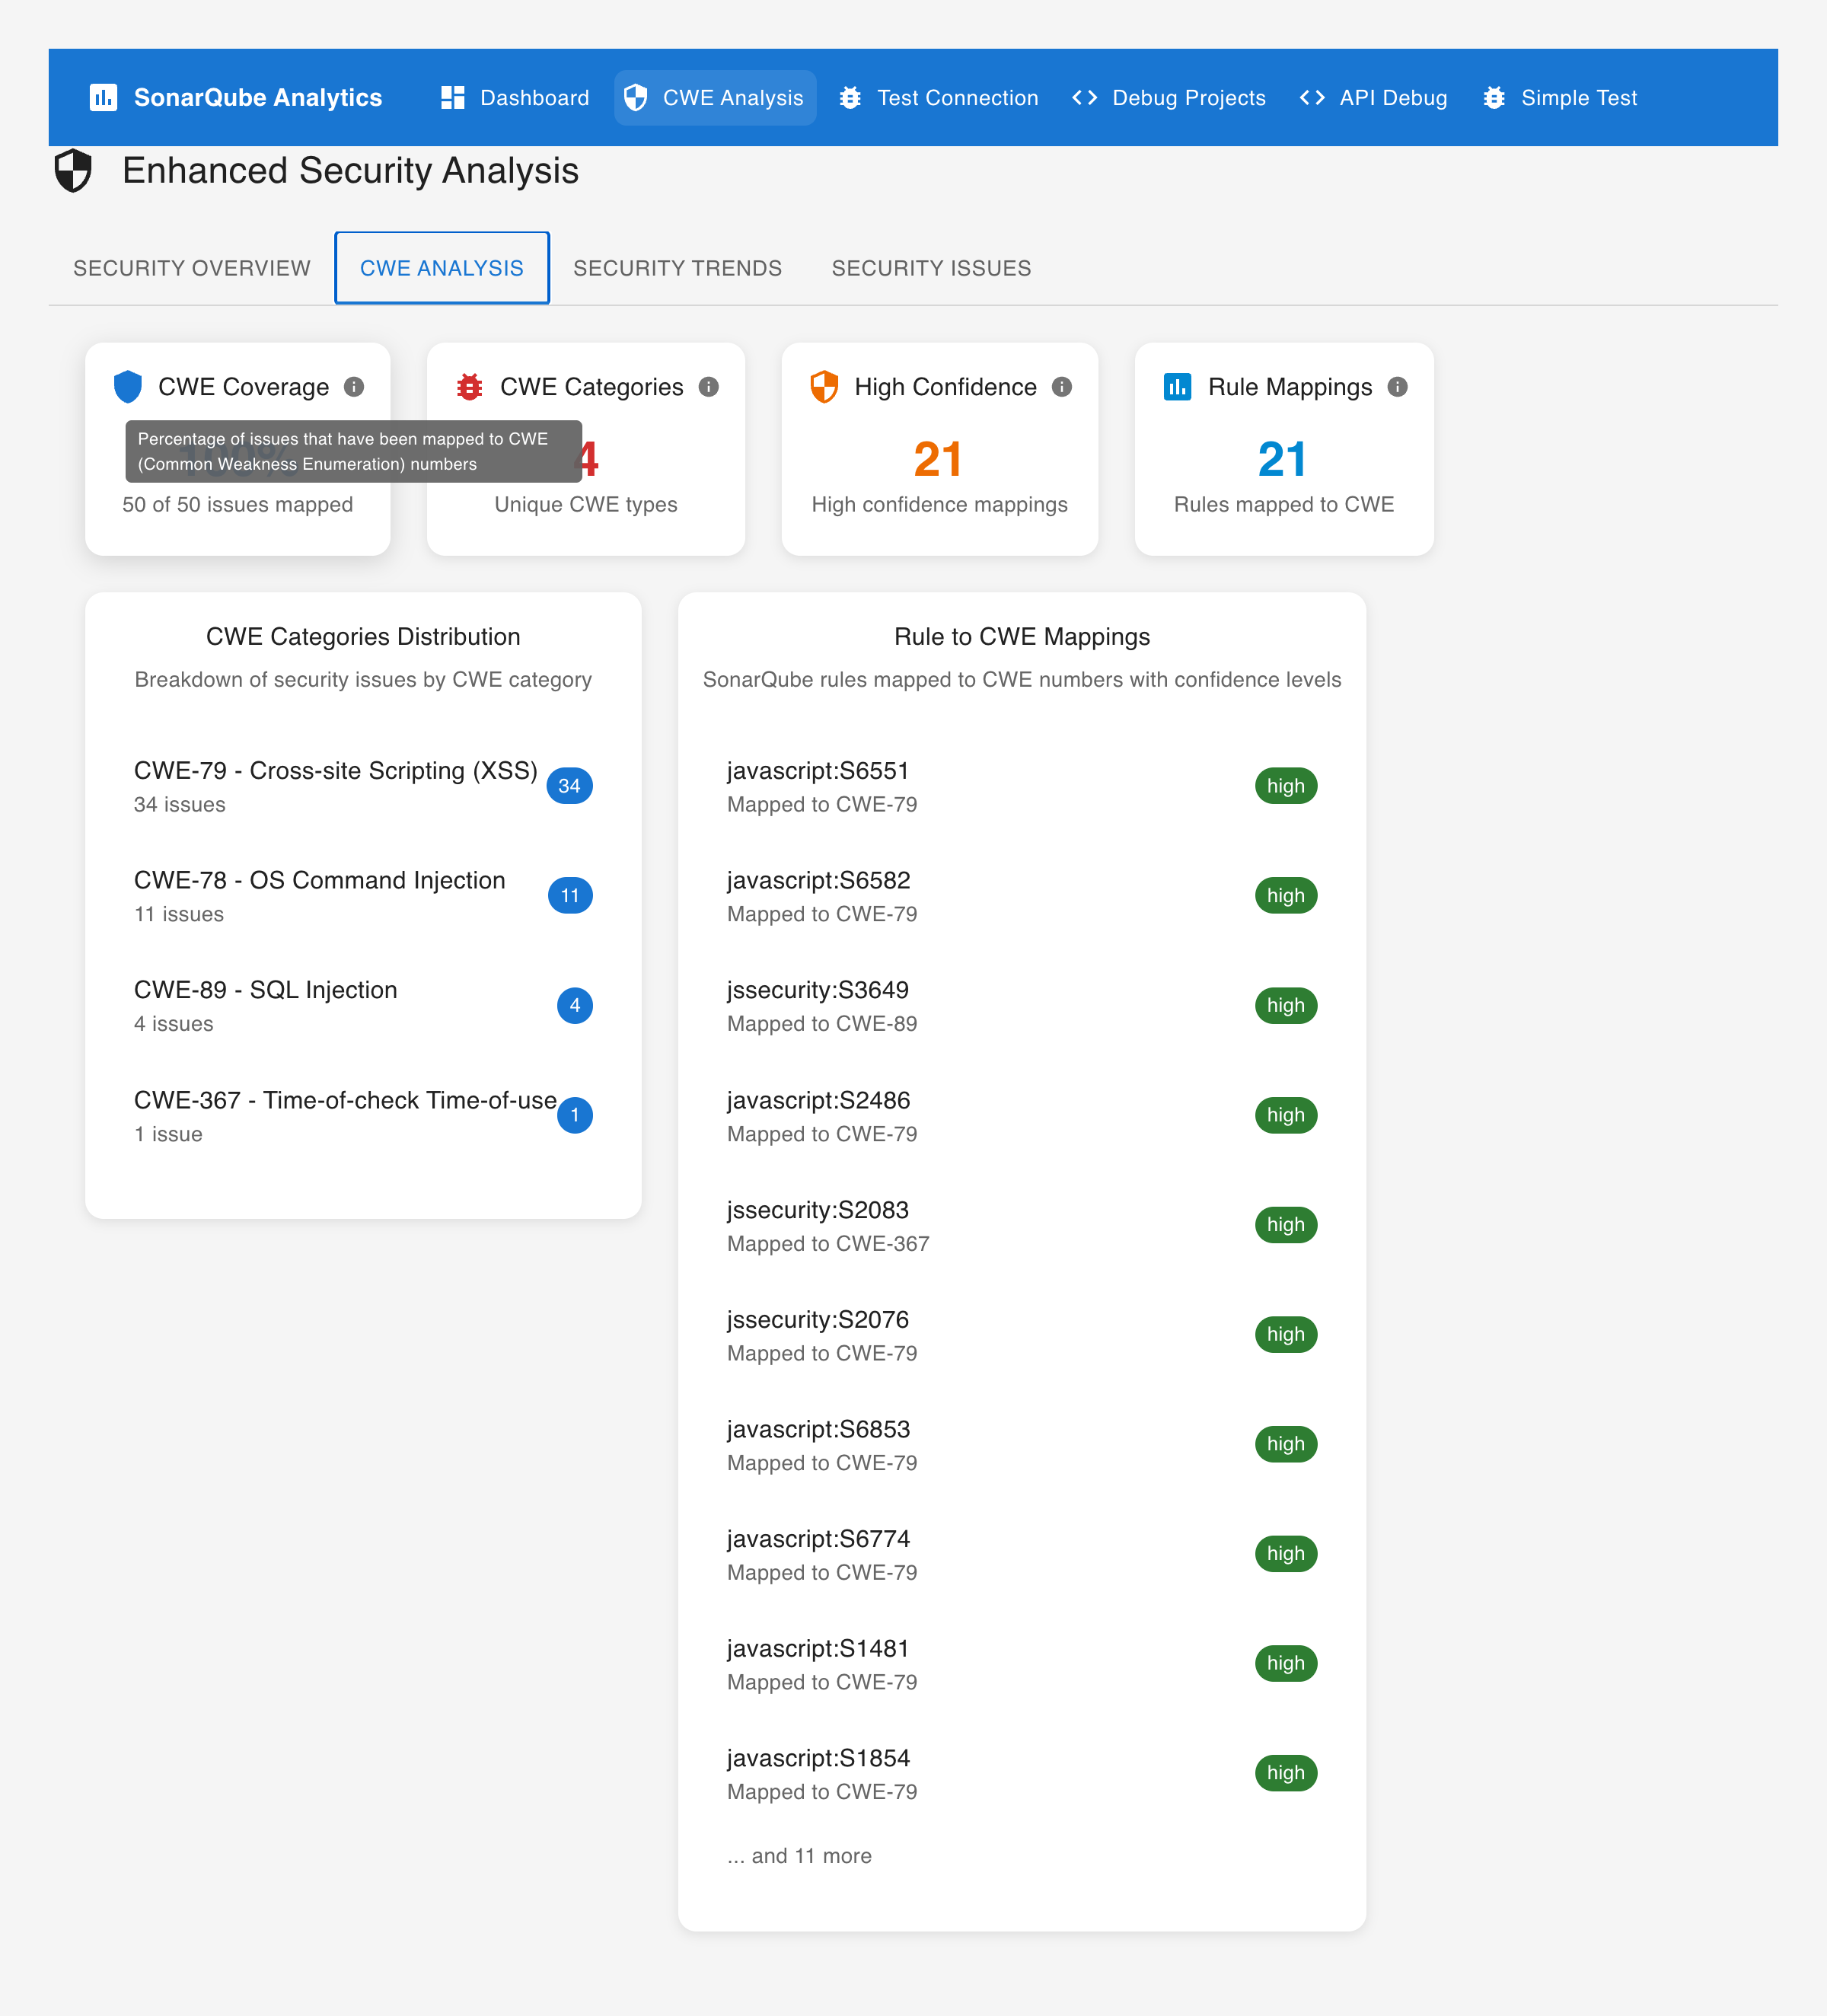 SonarQube Analytics
Dashboard
CWE Analysis
Test Connection
Debug Projects
API Debug
Simple Test
Enhanced Security Analysis
SECURITY OVERVIEW
CWE ANALYSIS
SECURITY TRENDS
SECURITY ISSUES
CWE Coverage
Percentage of issues that have been mapped to CWE
(Common Weakness Enumeration) numbers
100%
50 of 50 issues mapped
CWE Categories
4
Unique CWE types
High Confidence
21
High confidence mappings
Rule Mappings
21
Rules mapped to CWE
CWE Categories Distribution
Breakdown of security issues by CWE category
CWE-79 - Cross-site Scripting (XSS)
34 issues
34
CWE-78 - OS Command Injection
11 issues
11
CWE-89 - SQL Injection
4 issues
4
CWE-367 - Time-of-check Time-of-use
1 issue
1
Rule to CWE Mappings
SonarQube rules mapped to CWE numbers with confidence levels
javascript:S6551
Mapped to CWE-79
high
javascript:S6582
Mapped to CWE-79
high
jssecurity:S3649
Mapped to CWE-89
high
javascript:S2486
Mapped to CWE-79
high
jssecurity:S2083
Mapped to CWE-367
high
jssecurity:S2076
Mapped to CWE-79
high
javascript:S6853
Mapped to CWE-79
high
javascript:S6774
Mapped to CWE-79
high
javascript:S1481
Mapped to CWE-79
high
javascript:S1854
Mapped to CWE-79
high
... and 11 more